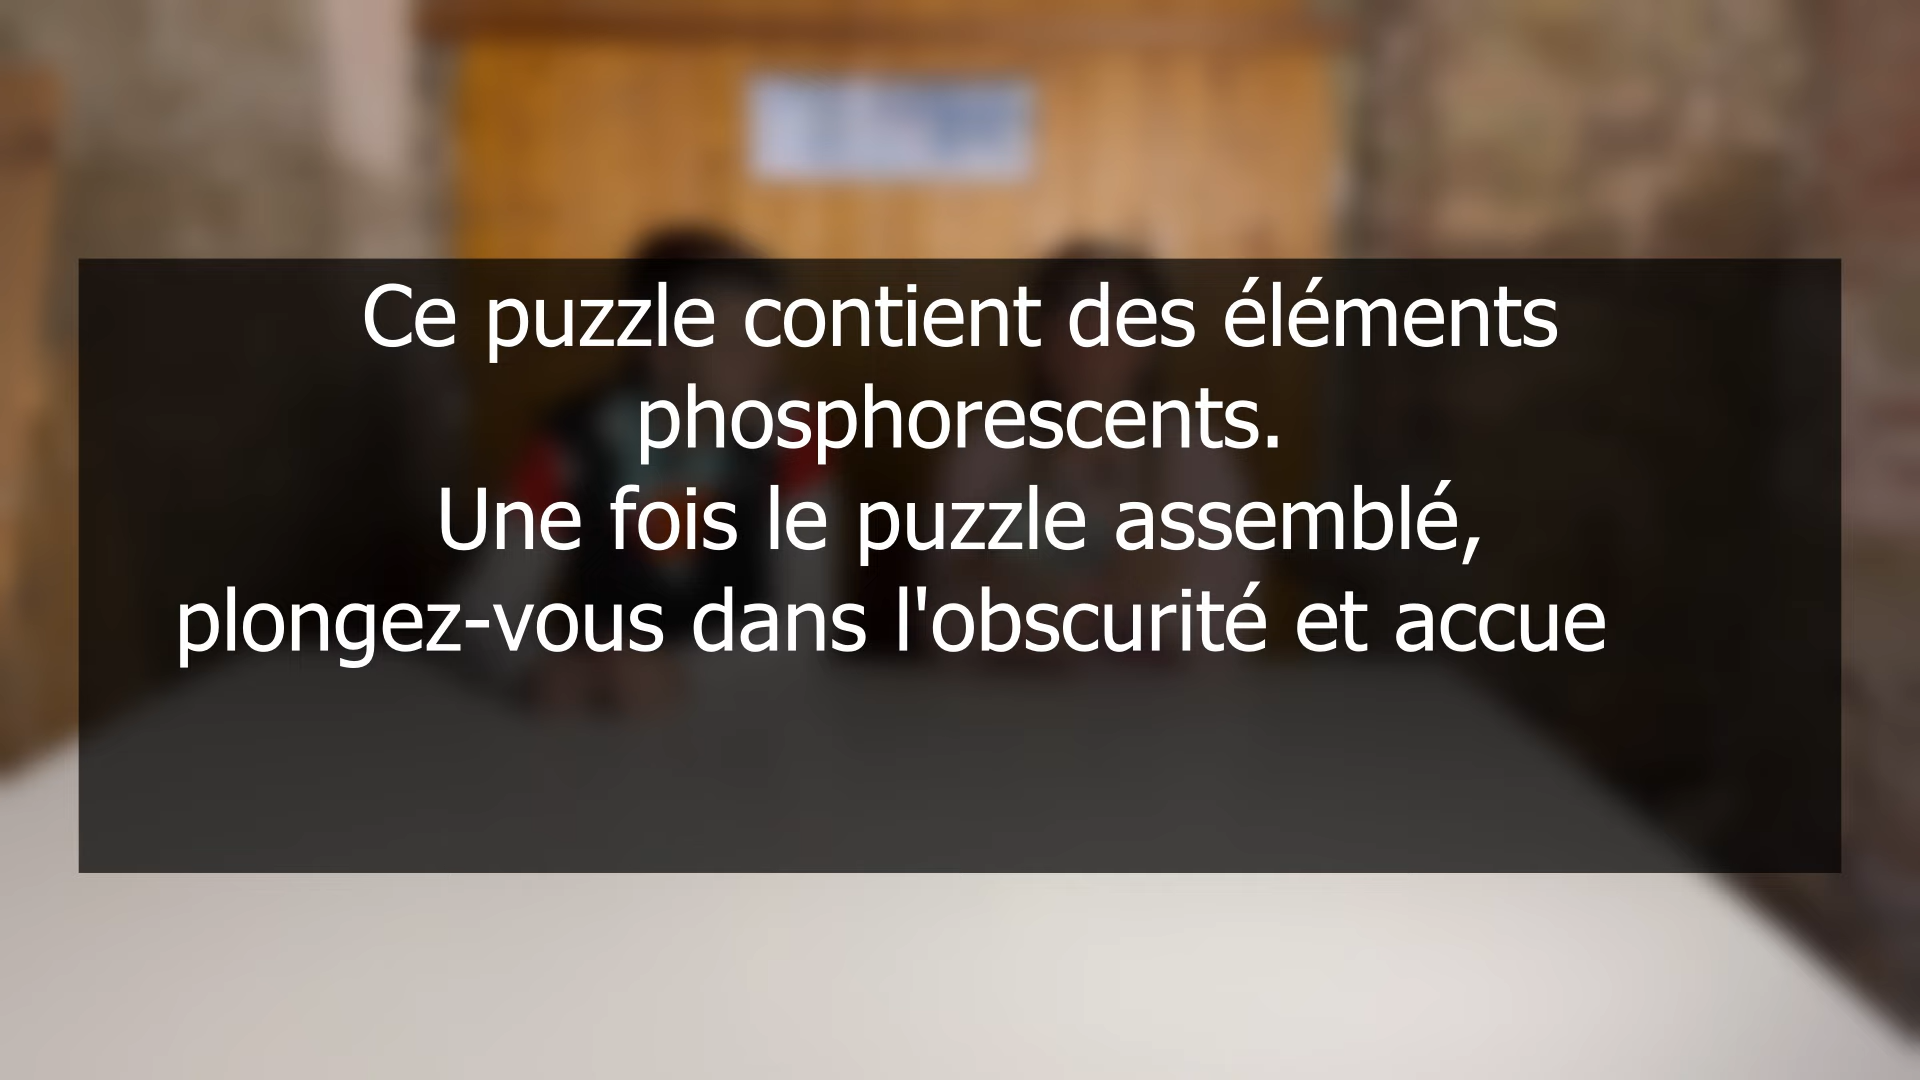 Ce puzzle contient des éléments
phosphorescents.
Une fois le puzzle assemblé,
plongez-vous dans l'obscurité et accue